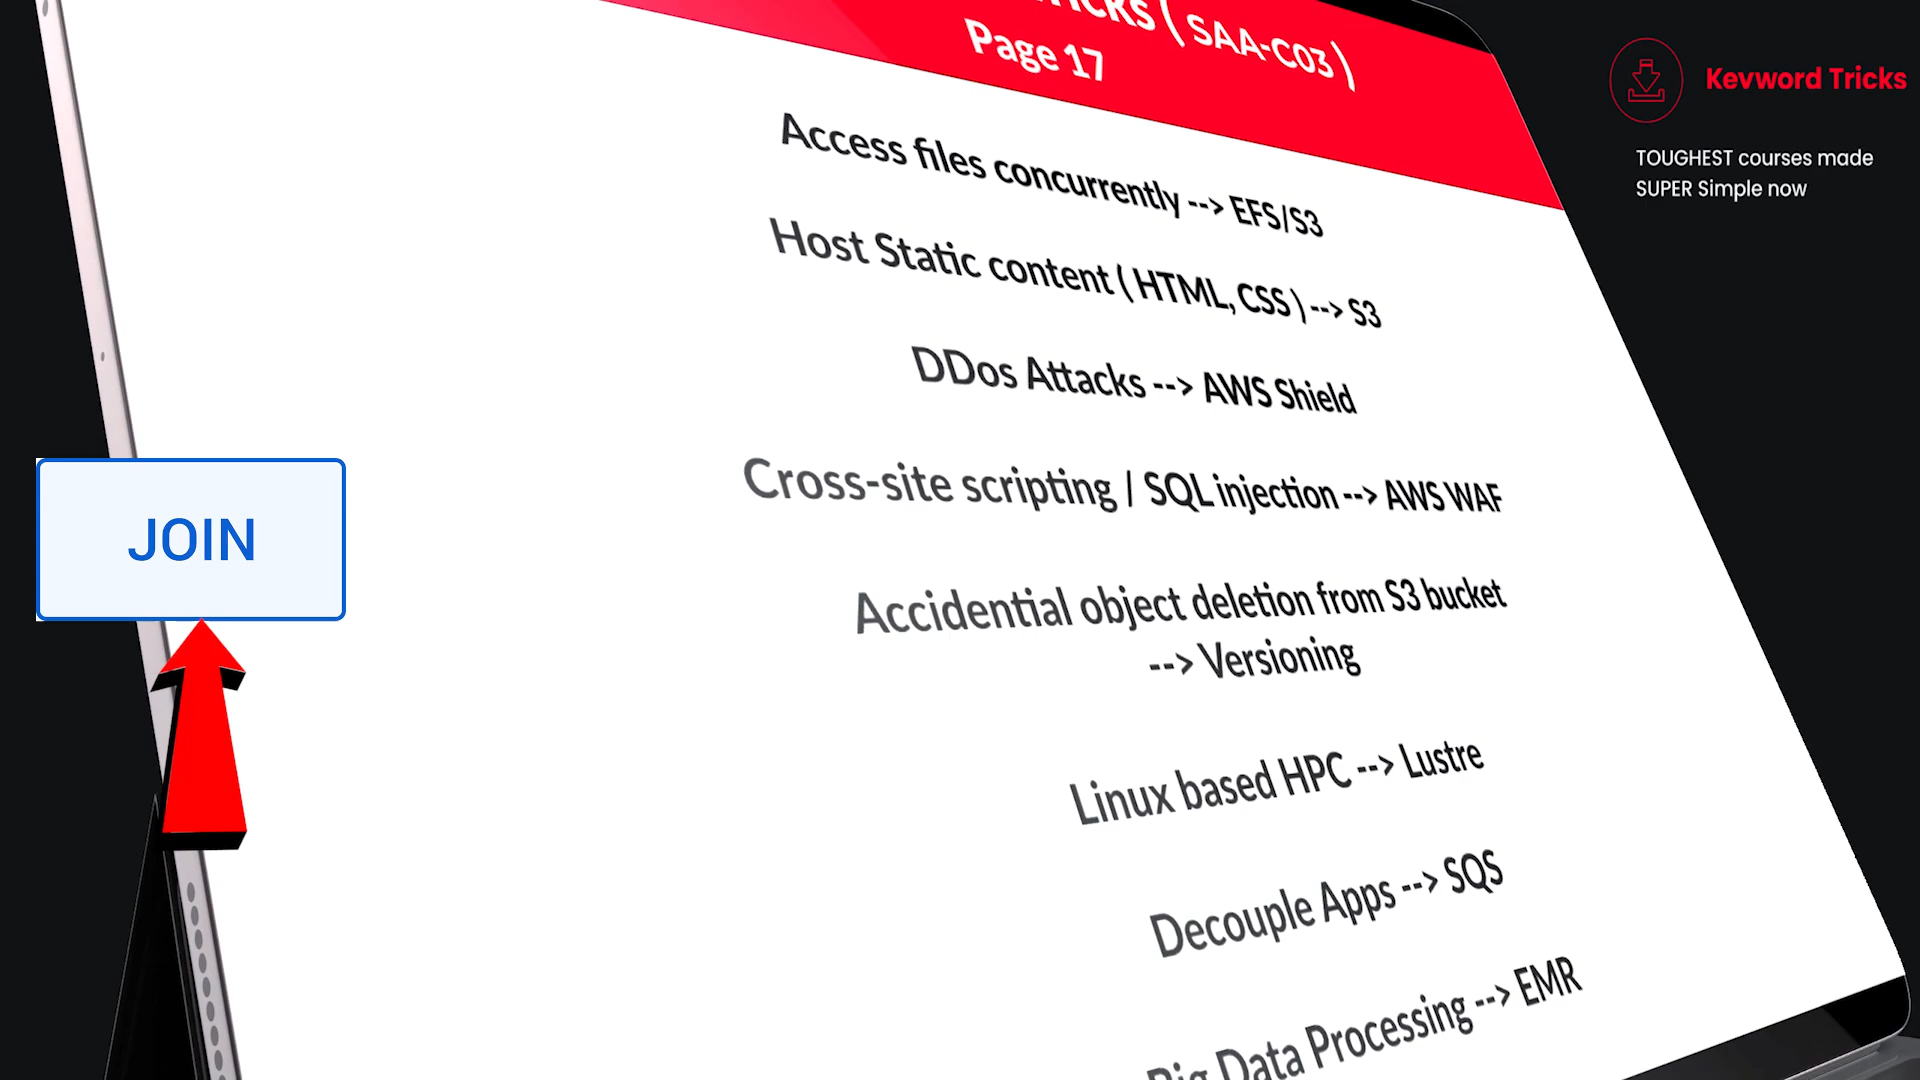 TRICKS ( SAA-C03 )
Page 17
Access files concurrently --> EFS/S3
Host Static content ( HTML, CSS ) --> S3
DDos Attacks --> AWS Shield
Cross-site scripting / SQL injection --> AWS WAF
Accidential object deletion from S3 bucket
--> Versioning
Linux based HPC --> Lustre
Decouple Apps --> SQS
Big Data Processing --> EMR
JOIN
Kevword Tricks
TOUGHEST courses made
SUPER Simple now